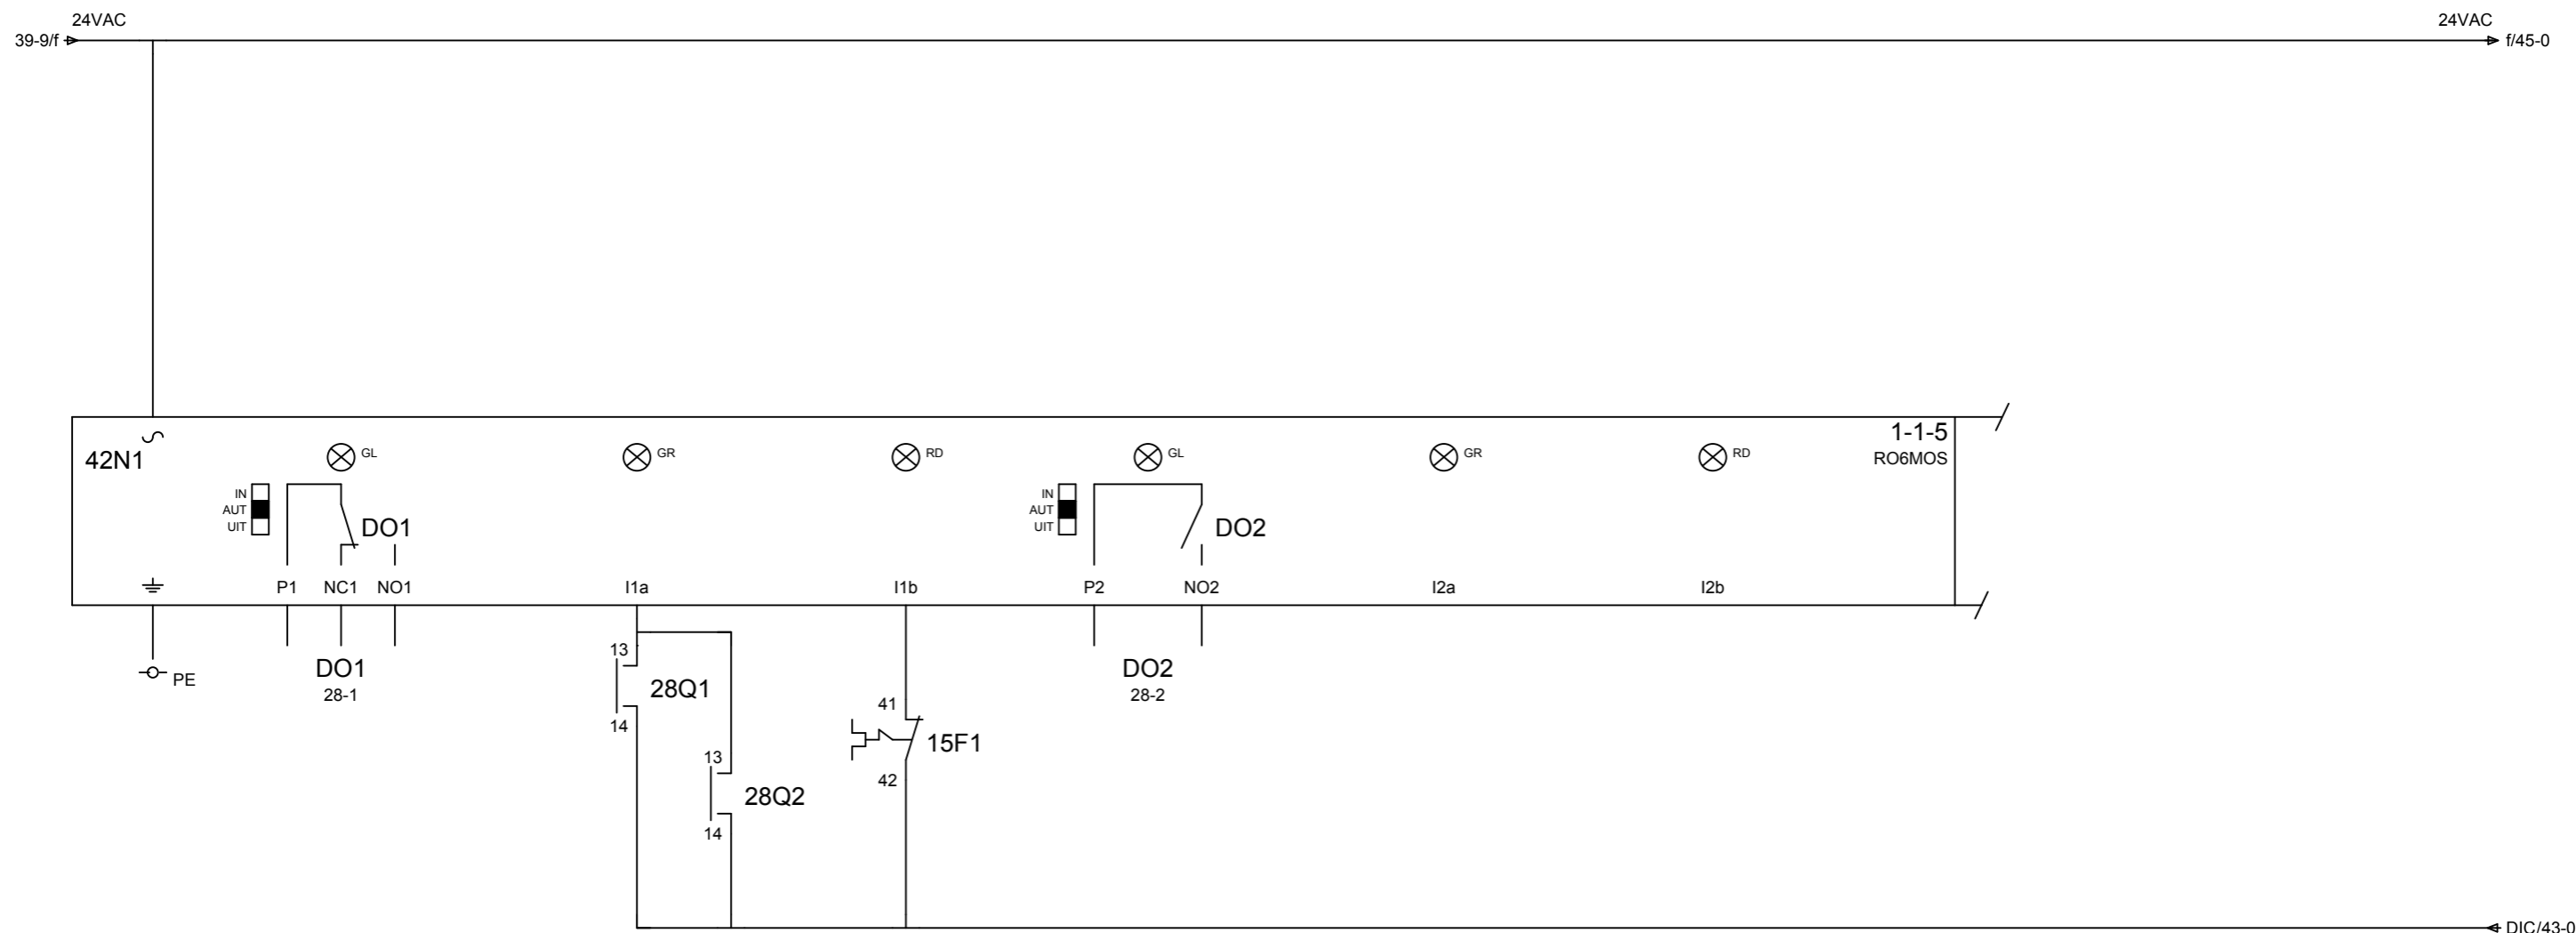 24VAC 24VAC
39-9/f f/45-0
1-1-5
42N1 GL GR RD GL GR RD RO6MOS
IN IN
AUT AUT
UIT DO1 UIT DO2
P1 NC1 NO1 I1a I1b P2 NO2 I2a I2b
13
DO1 DO2
PE 28Q1
28-1 28-2
41
14
15F1
13
42
28Q2
14
DIC/43-0